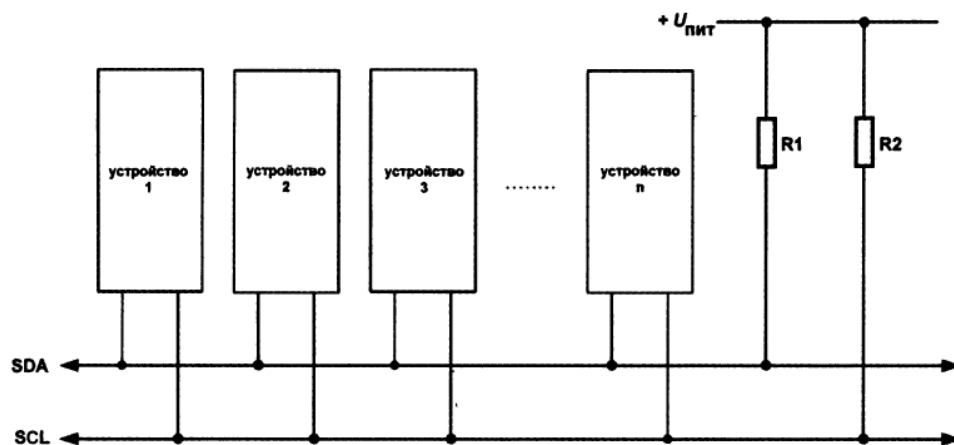 + Uпит
устройство
1
устройство
2
устройство
3
........
устройство
n
R1
R2
SDA
SCL